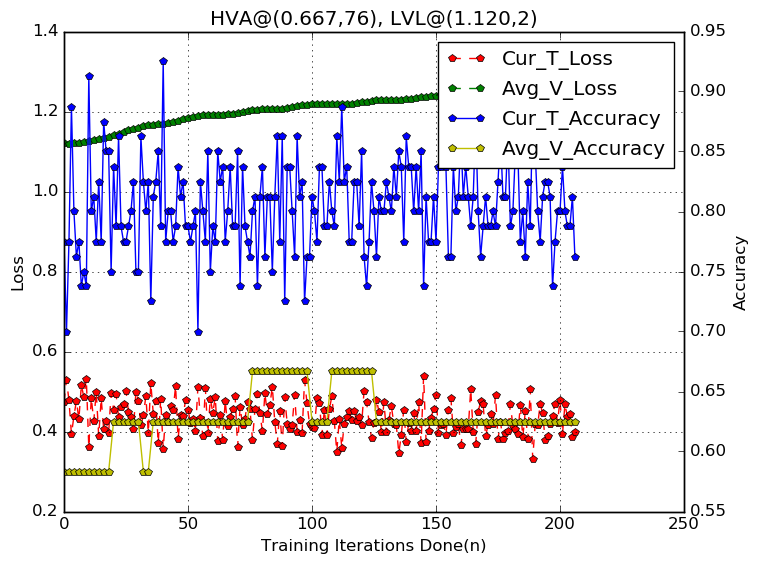 HVA@(0.667,76), LVL@(1.120,2)
1.4
1.2
1.0
0.8
0.6
0.4
0.2
Loss
0.95
0.90
0.85
0.80
0.75
0.70
0.65
0.60
0.55
Accuracy
Cur_T_Loss
Avg_V_Loss
Cur_T_Accuracy
Avg_V_Accuracy
0 50 100 150 200 250
Training Iterations Done(n)